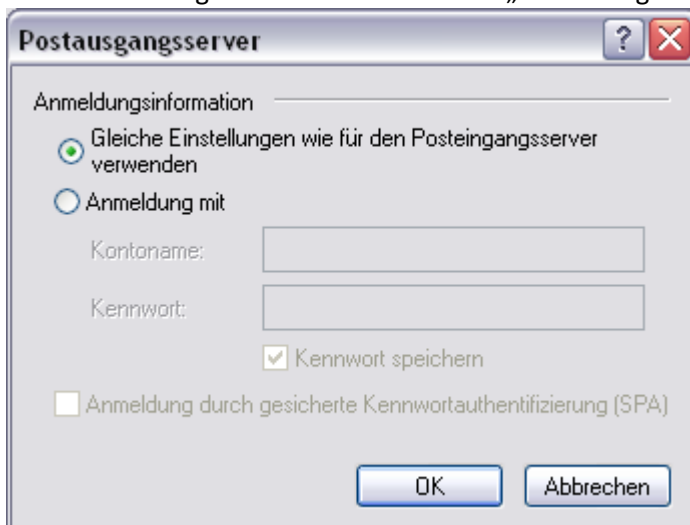 Postausgangsserver
Anmeldungsinformation
Gleiche Einstellungen wie für den Posteingangsserver
verwenden
Anmeldung mit
Kontoname:
Kennwort:
Kennwort speichern
Anmeldung durch gesicherte Kennwortauthentifizierung (SPA)
OK Abbrechen